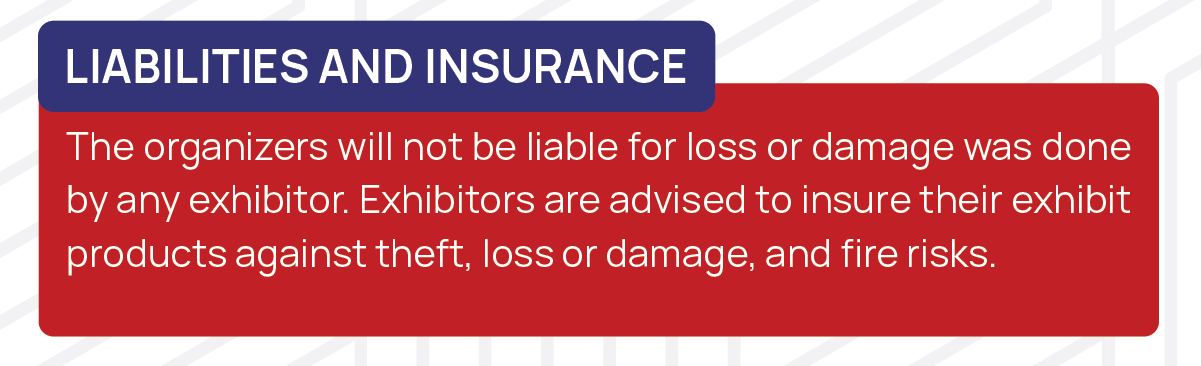 LIABILITIES AND INSURANCE
The organizers will not be liable for loss or damage was done
by any exhibitor. Exhibitors are advised to insure their exhibit
products against theft, loss or damage, and fire risks.